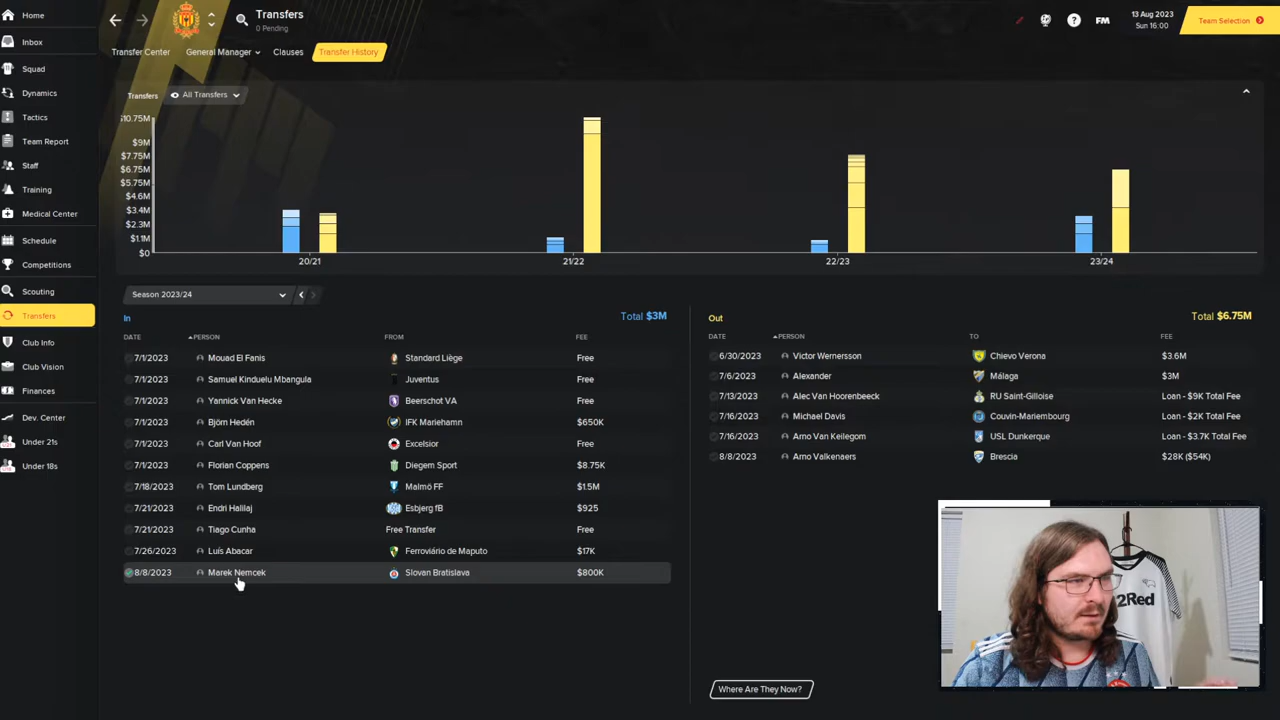 Home
Transfers
0 Pending
FM
13 Aug 2023
Sun 16:00
Team Selection
Inbox
Transfer Center
General Manager
Clauses
Transfer History
Squad
Dynamics
Tactics
Team Report
Staff
Training
Medical Center
Schedule
Competitions
Scouting
Transfers
Club Info
Club Vision
Finances
Dev. Center
Under 21s
Under 18s
Transfers
All Transfers
$10.75M
$9M
$7.75M
$6.75M
$5.75M
$4.6M
$3.4M
$2.3M
$1.1M
$0
20/21
21/22
22/23
23/24
Season 2023/24
In
Total $3M
DATE PERSON FROM FEE
7/1/2023 Mouad El Fanis Standard Liège Free
7/1/2023 Samuel Kinduelu Mbangula Juventus Free
7/1/2023 Yannick Van Hecke Beerschot VA Free
7/1/2023 Björn Hedén IFK Mariehamn $650K
7/1/2023 Carl Van Hoof Excelsior Free
7/1/2023 Florian Coppens Diegem Sport $8.75K
7/18/2023 Tom Lundberg Malmö FF $1.5M
7/21/2023 Endri Halilaj Esbjerg fB $925
7/21/2023 Tiago Cunha Free Transfer Free
7/26/2023 Luís Abacar Ferroviário de Maputo $17K
8/8/2023 Marek Nemcek Slovan Bratislava $800K
Out
Total $6.75M
DATE PERSON TO FEE
6/30/2023 Victor Wernersson Chievo Verona $3.6M
7/6/2023 Alexander Málaga $3M
7/13/2023 Alec Van Hoorenbeeck RU Saint-Gilloise Loan - $9K Total Fee
7/16/2023 Michael Davis Couvin-Mariembourg Loan - $2K Total Fee
7/16/2023 Arno Van Keilegom USL Dunkerque Loan - $3.7K Total Fee
8/8/2023 Arno Valkenaers Brescia $28K ($54K)
Where Are They Now?
2Red